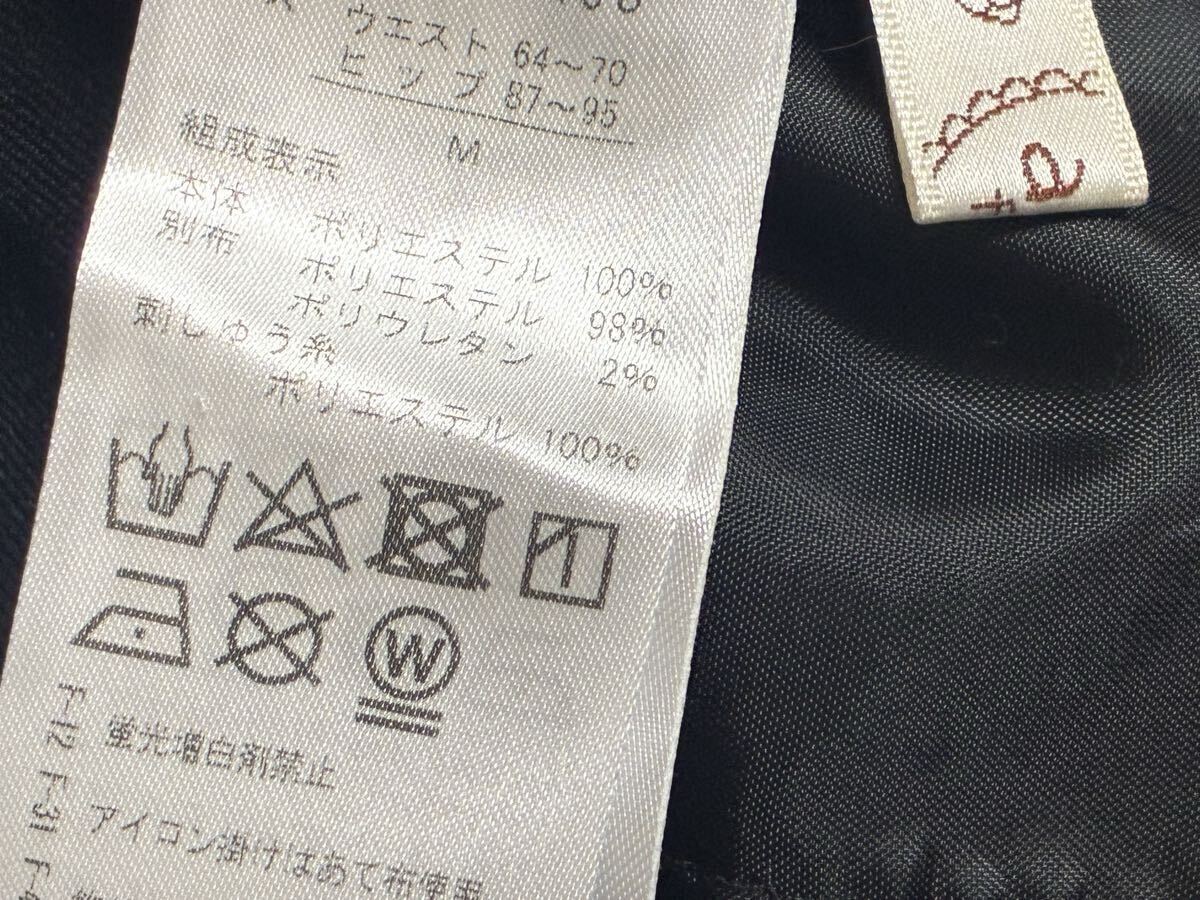 ウエスト 64～70
ヒップ 87～95
M
組成表示
本体 ポリエステル 100%
別布 ポリエステル 98%
ポリウレタン 2%
刺しゅう糸
ポリエステル 100%
W
F-12 蛍光増白剤禁止
F-31 アイロン掛けはあて布使用